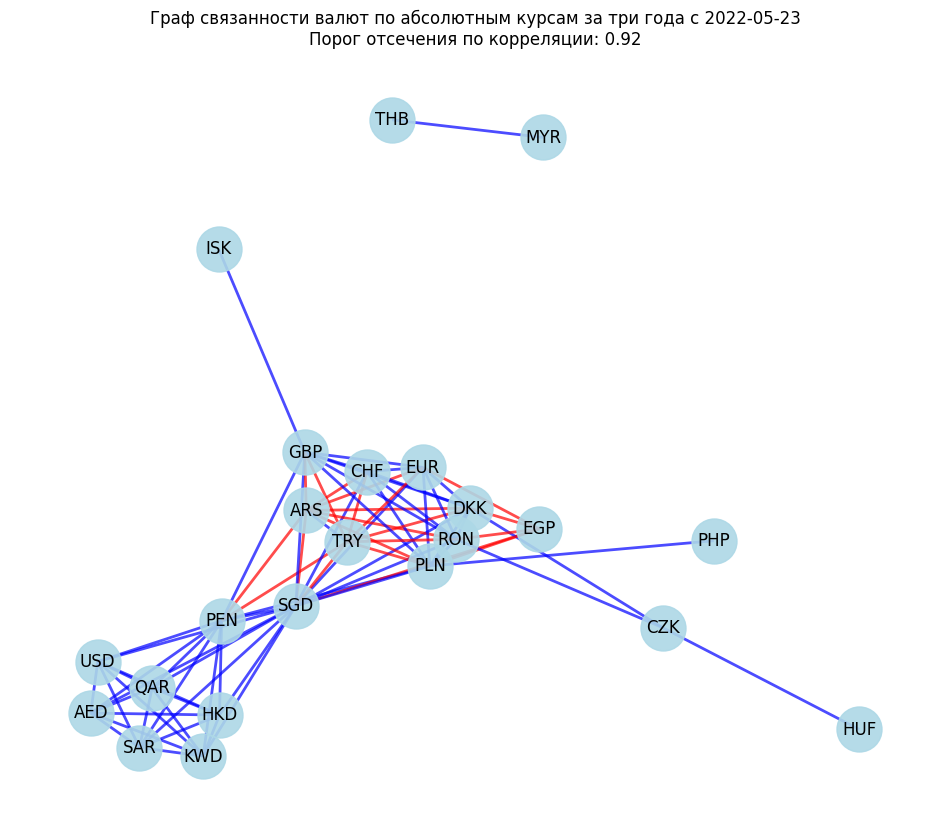 Граф связанности валют по абсолютным курсам за три года с 2022-05-23
Порог отсечения по корреляции: 0.92
THB
MYR
ISK
GBP
CHF
EUR
ARS
DKK
EGP
TRY
RON
PHP
PLN
SGD
PEN
CZK
USD
QAR
AED
HKD
HUF
SAR
KWD